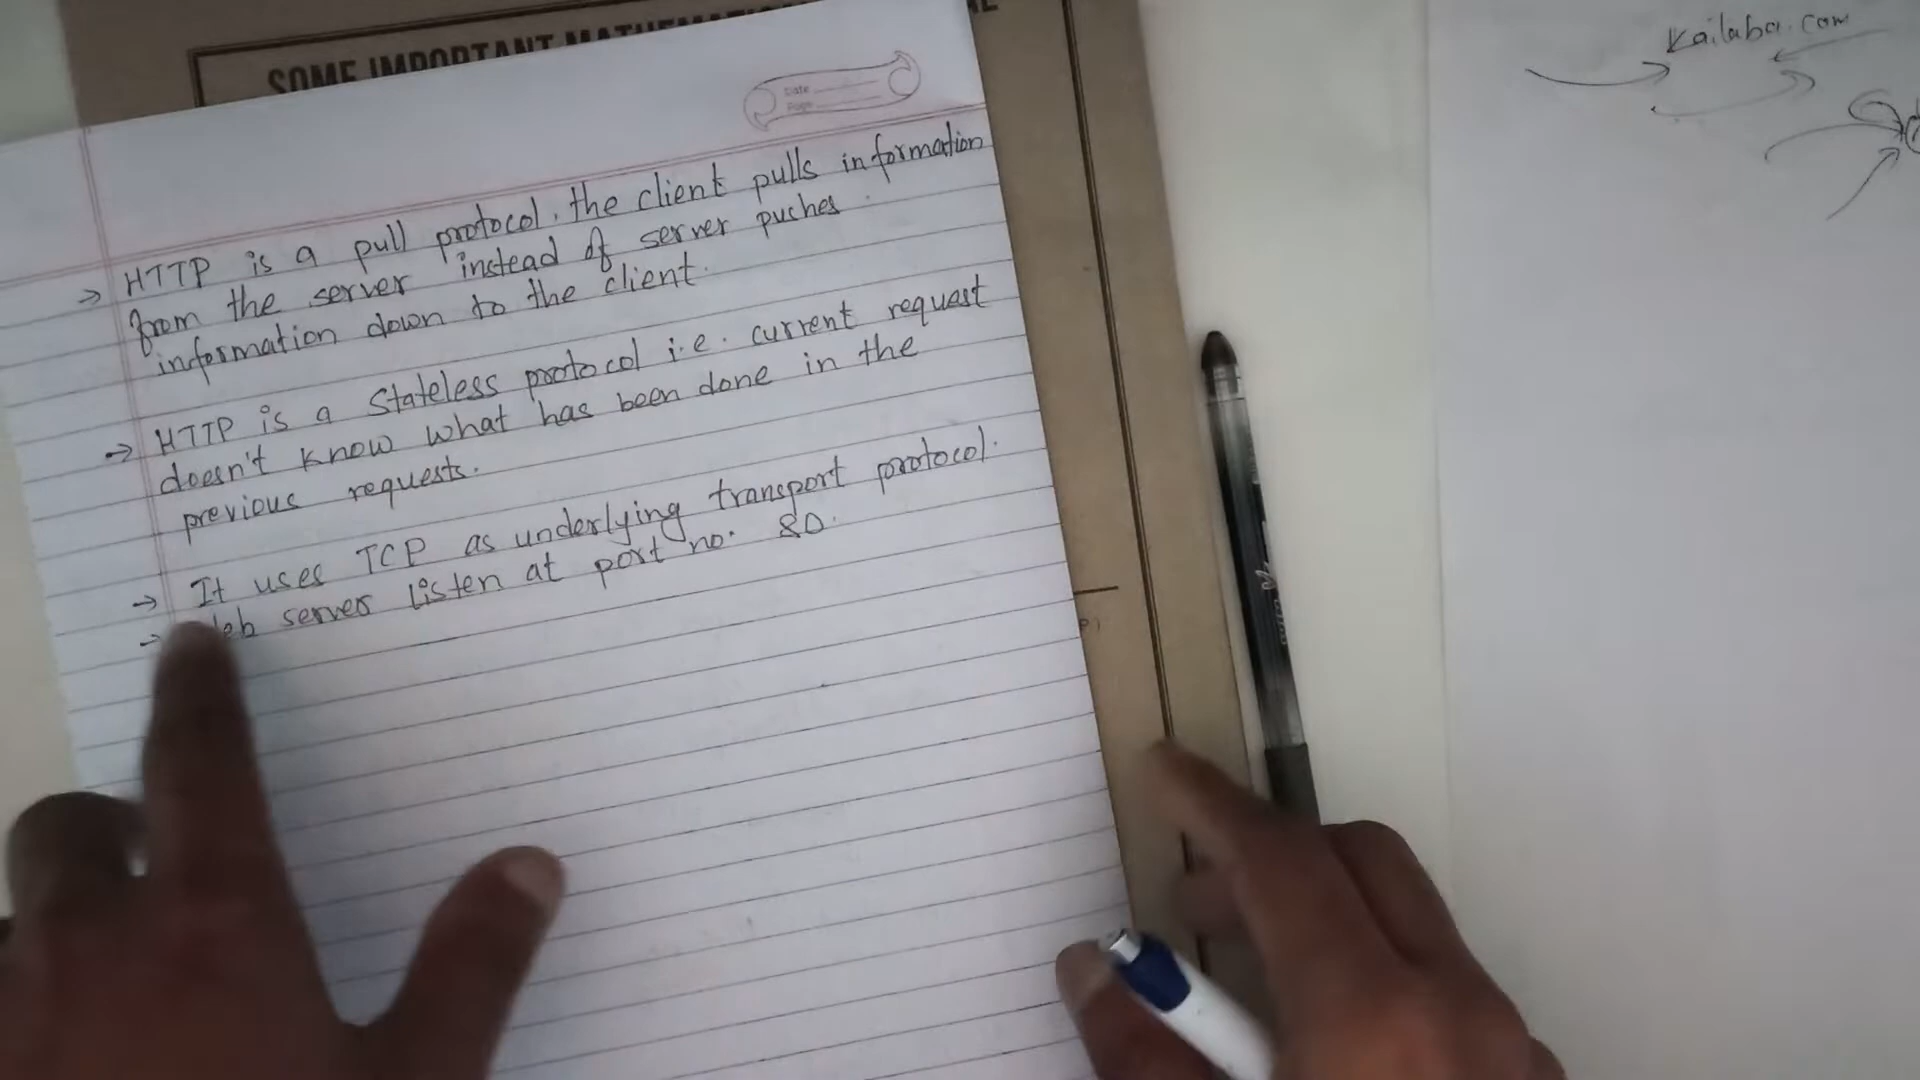 SOME IMPORTANT
Date
Page
→ HTTP is a pull protocol. the client pulls information
from the server instead of server puches
information down to the client.
→ HTTP is a Stateless protocol i.e. current request
doesn't know what has been done in the
previous requests.
→ It uses TCP as underlying transport protocol.
→ Web server listen at port no. 80.
Kailaba.com